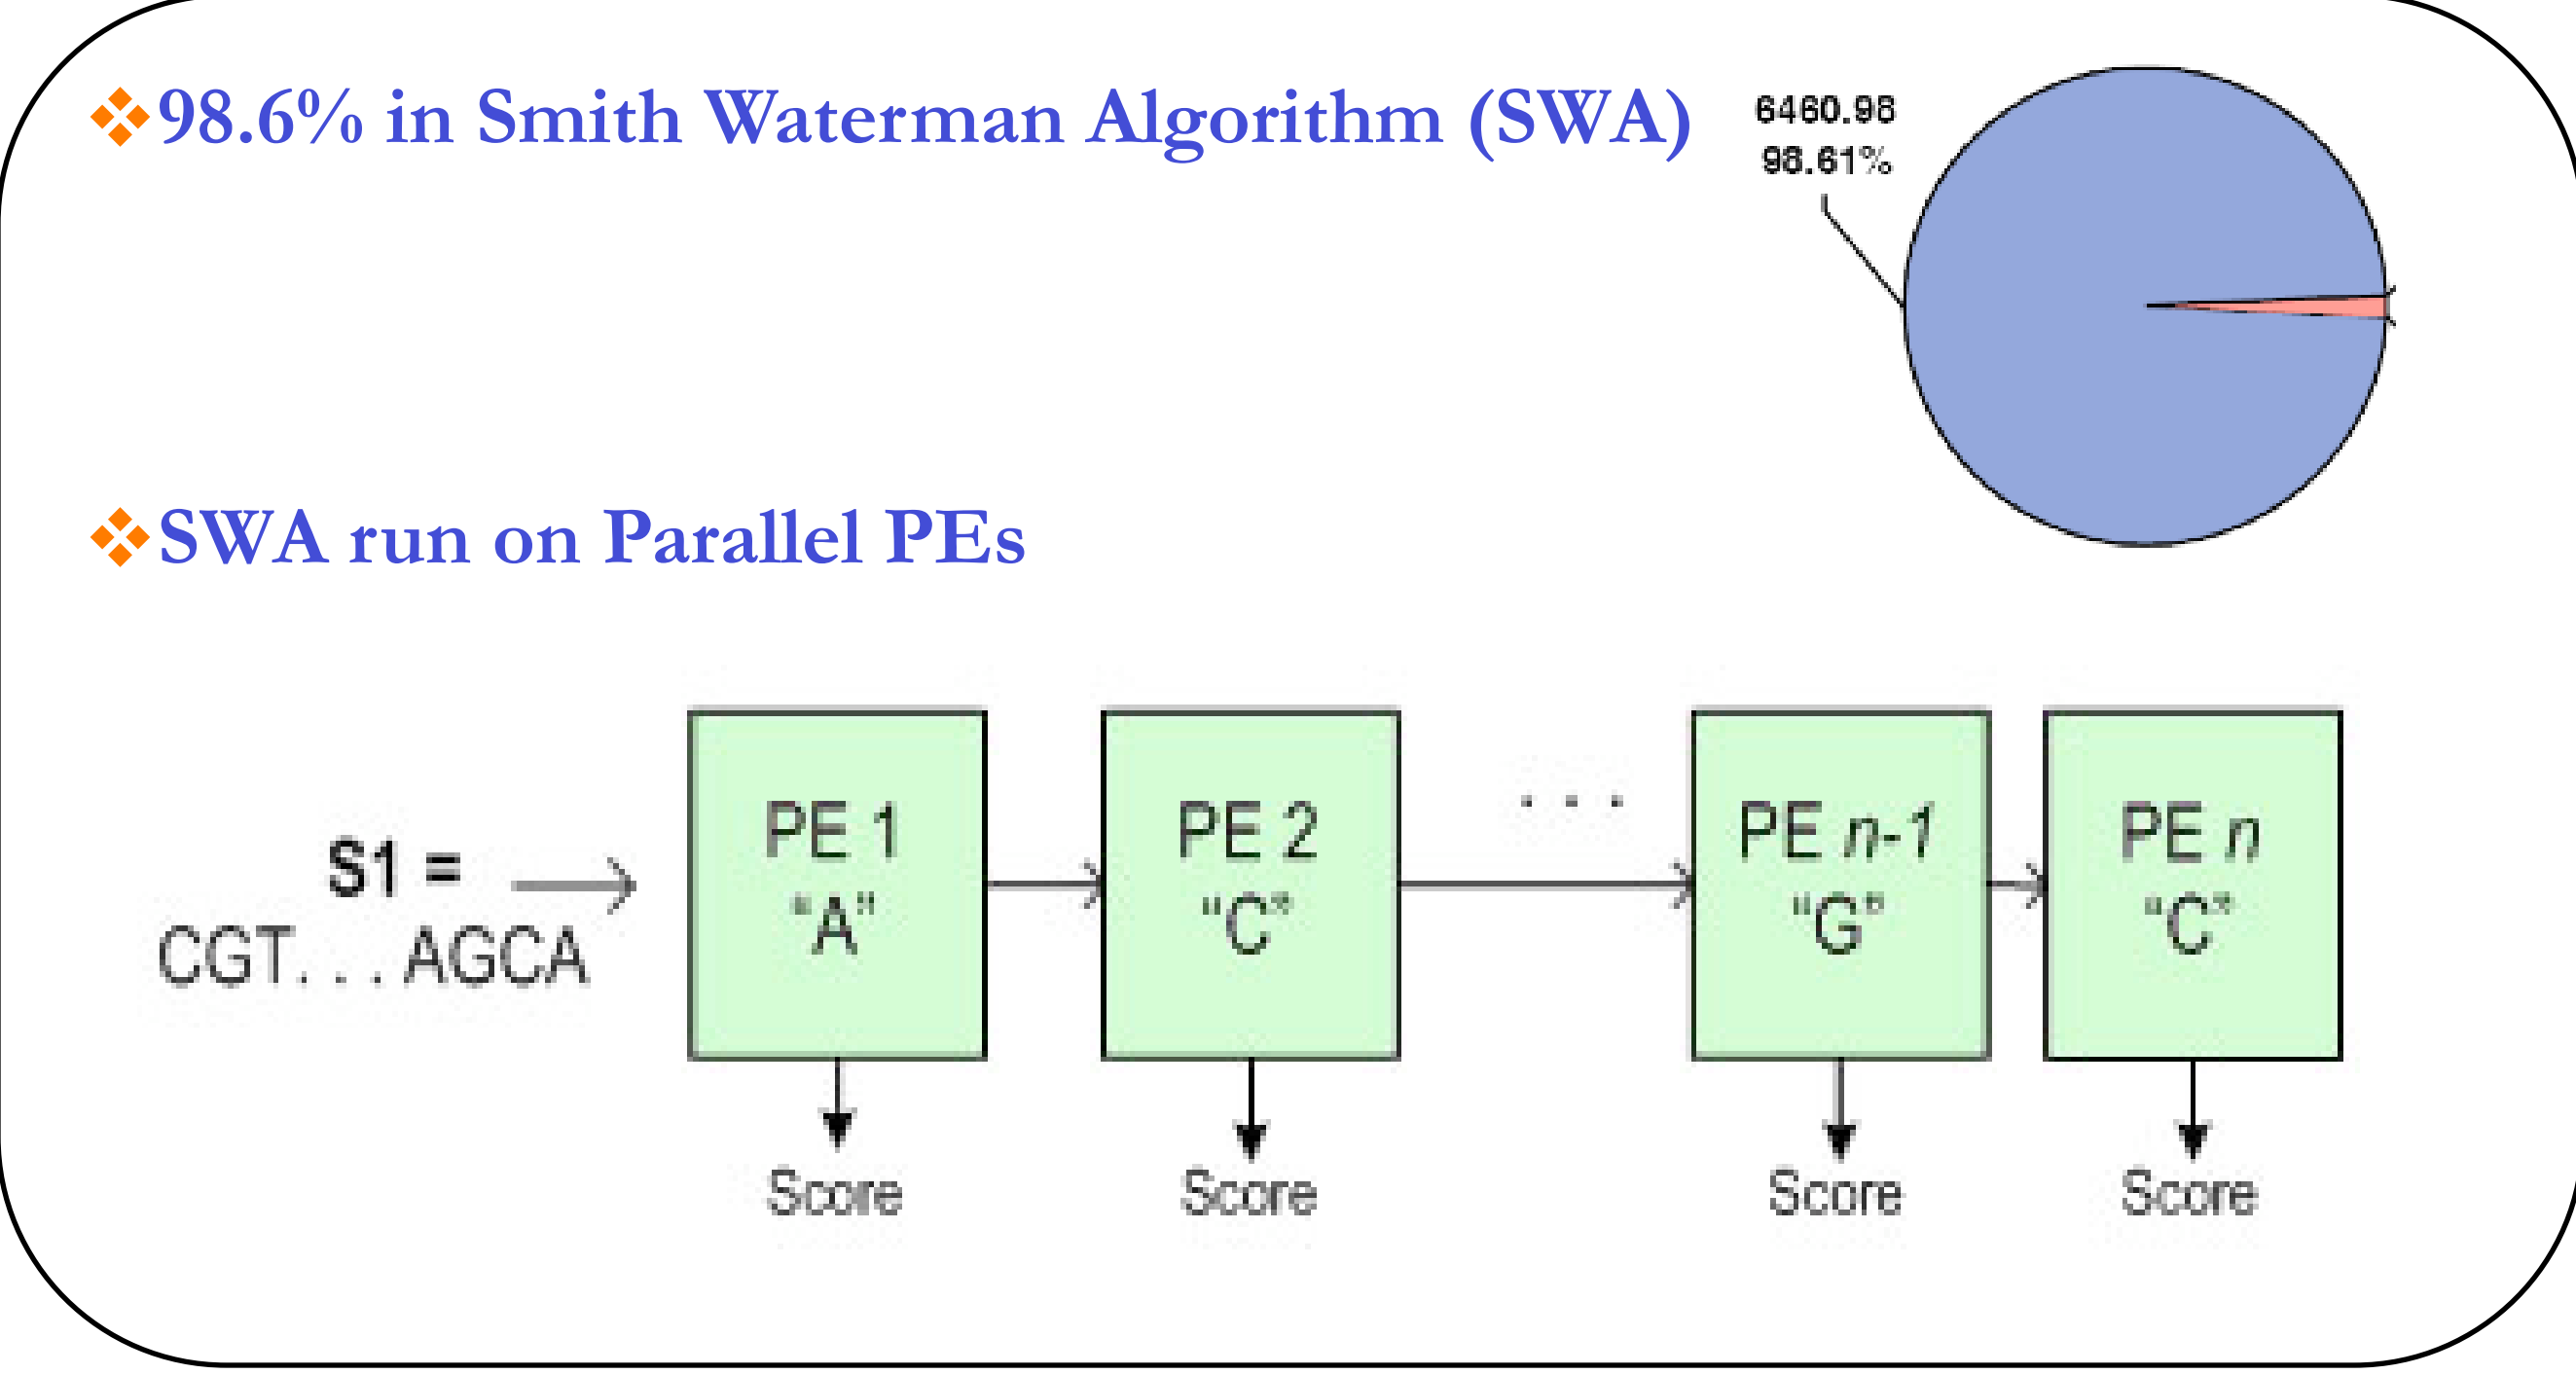 ❖98.6% in Smith Waterman Algorithm (SWA)
6460.98
98.61%
❖SWA run on Parallel PEs
S1 =
CGT. . . AGCA
PE 1
“A”
PE 2
“C”
. . .
PE n-1
“G”
PE n
“C”
Score
Score
Score
Score